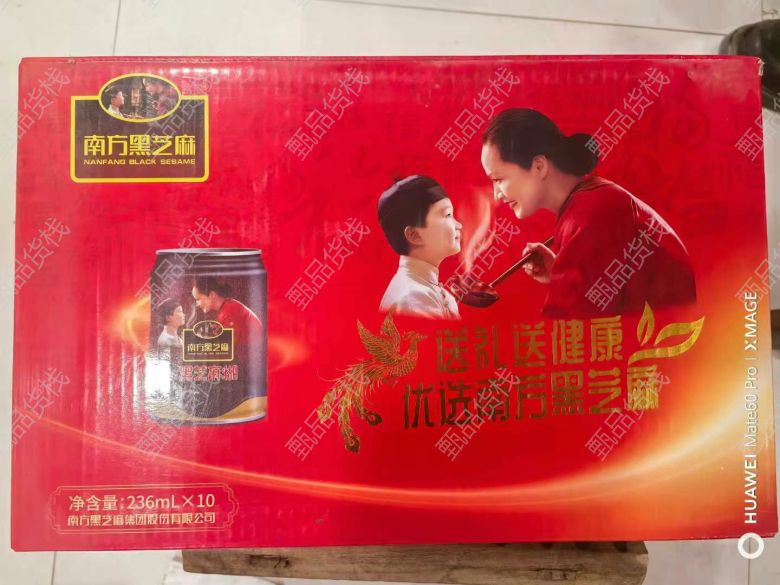 南方黑芝麻
NANFANG BLACK SESAME
南方黑芝麻
黑芝麻糊
送礼送健康
优选南方黑芝麻
净含量:236mL×10
南方黑芝麻集团股份有限公司
HUAWEI Mate60 Pro | XMAGE
甄品货栈